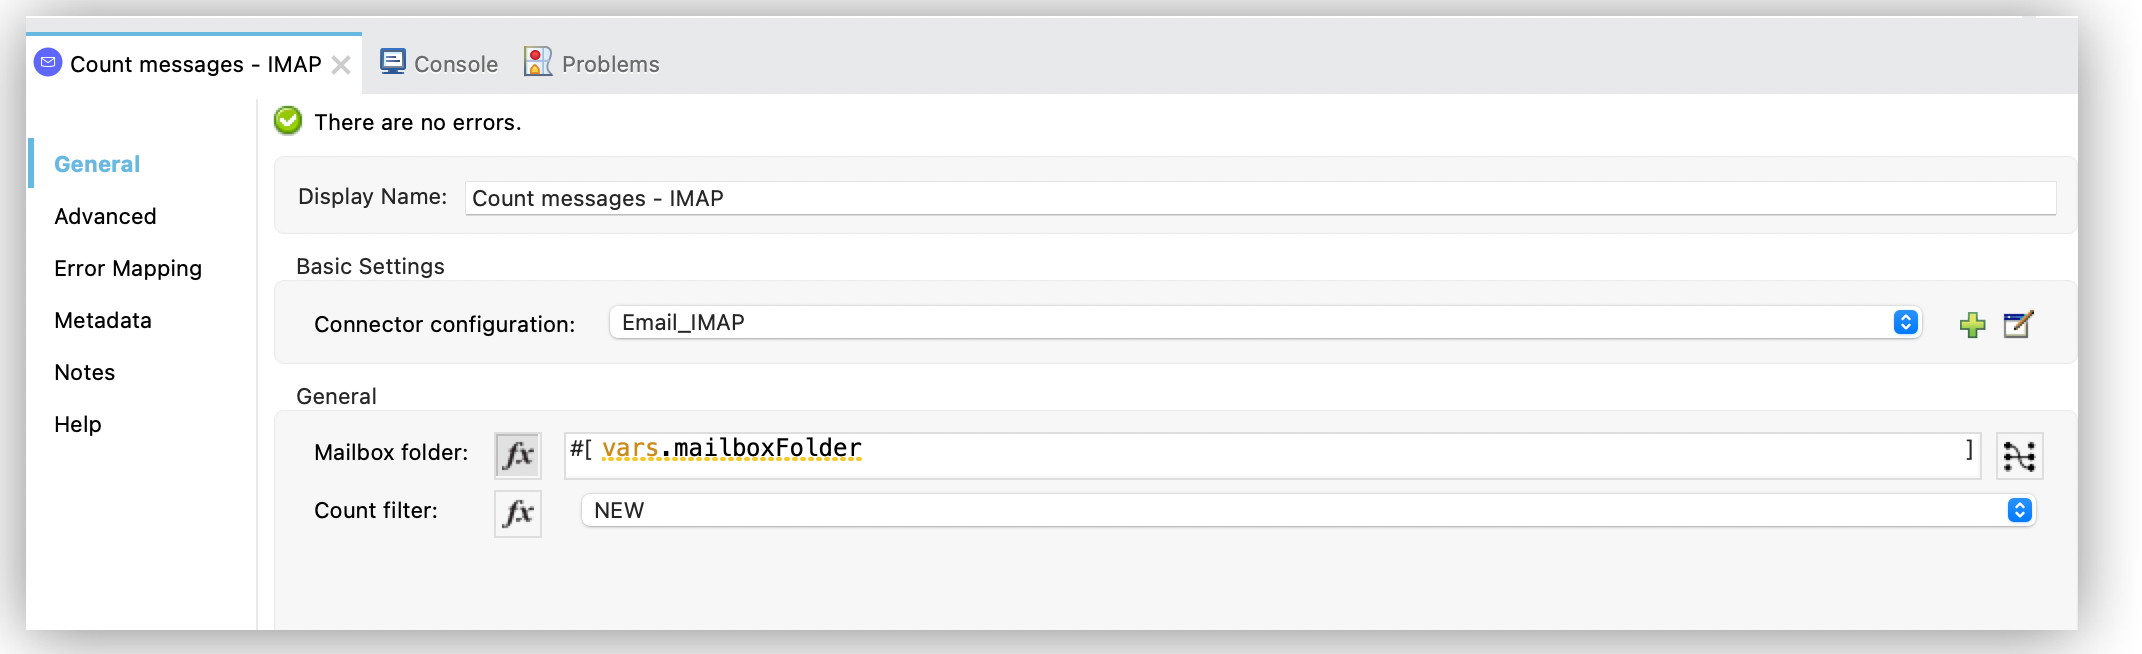 Count messages - IMAP Console Problems
There are no errors.
General
Advanced
Error Mapping
Metadata
Notes
Help
Display Name: Count messages - IMAP
Basic Settings
Connector configuration: Email_IMAP
General
Mailbox folder: fx #[ vars.mailboxFolder ]
Count filter: fx NEW